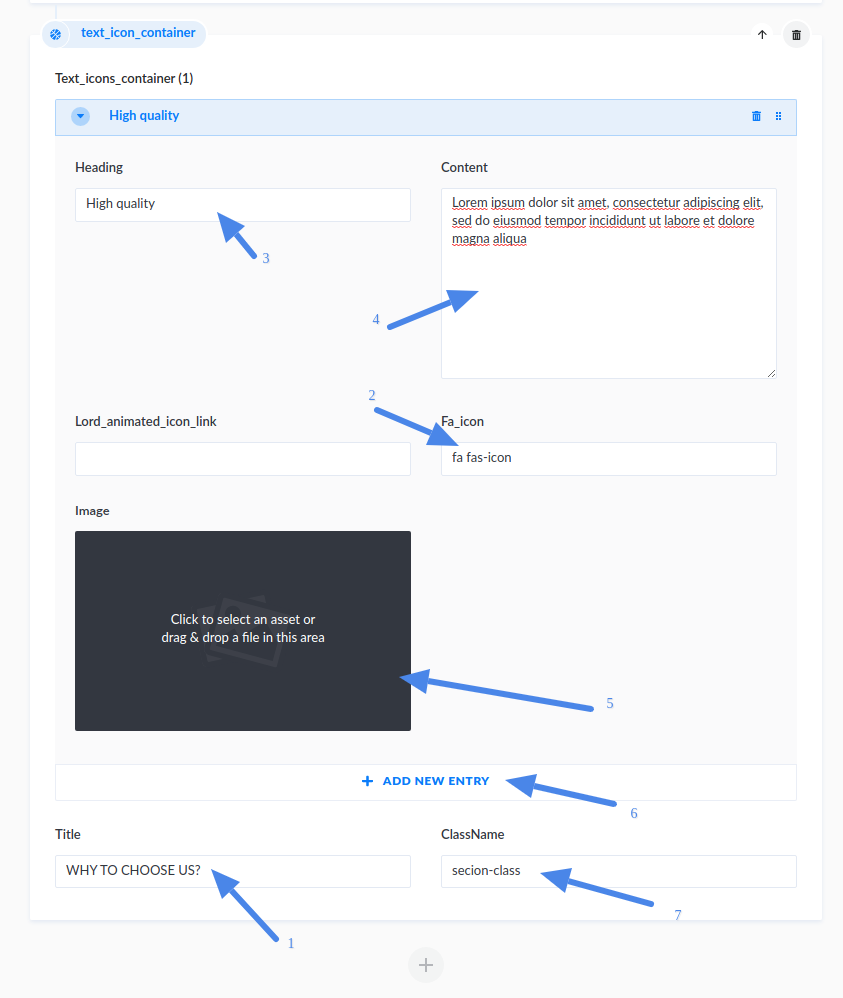 text_icon_container
Text_icons_container (1)
High quality
Heading
Content
High quality
Lorem ipsum dolor sit amet, consectetur adipiscing elit,
sed do eiusmod tempor incididunt ut labore et dolore
magna aliqua
3
4
2
Lord_animated_icon_link
Fa_icon
fa fas-icon
Image
Click to select an asset or
drag & drop a file in this area
5
ADD NEW ENTRY
6
Title
ClassName
WHY TO CHOOSE US?
secion-class
7
1